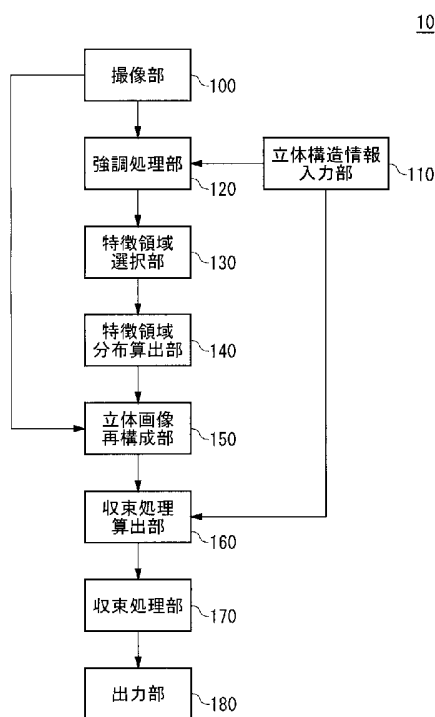 10
撮像部
100
強調処理部
120
立体構造情報
入力部
110
特徴領域
選択部
130
特徴領域
分布算出部
140
立体画像
再構成部
150
収束処理
算出部
160
収束処理部
170
出力部
180